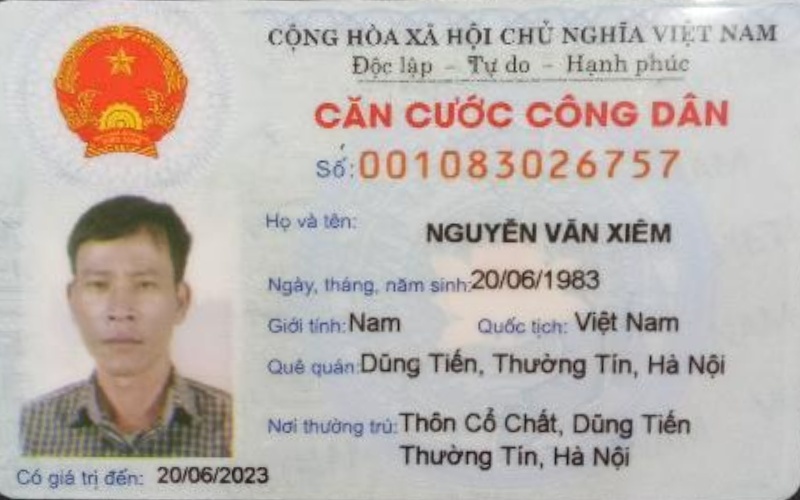 CỘNG HÒA XÃ HỘI CHỦ NGHĨA VIỆT NAM
Độc lập - Tự do - Hạnh phúc
CĂN CƯỚC CÔNG DÂN
Số: 001083026757
Họ và tên: NGUYỄN VĂN XIÊM
Ngày, tháng, năm sinh: 20/06/1983
Giới tính: Nam Quốc tịch: Việt Nam
Quê quán: Dũng Tiến, Thường Tín, Hà Nội
Nơi thường trú: Thôn Cổ Chất, Dũng Tiến
Thường Tín, Hà Nội
Có giá trị đến: 20/06/2023